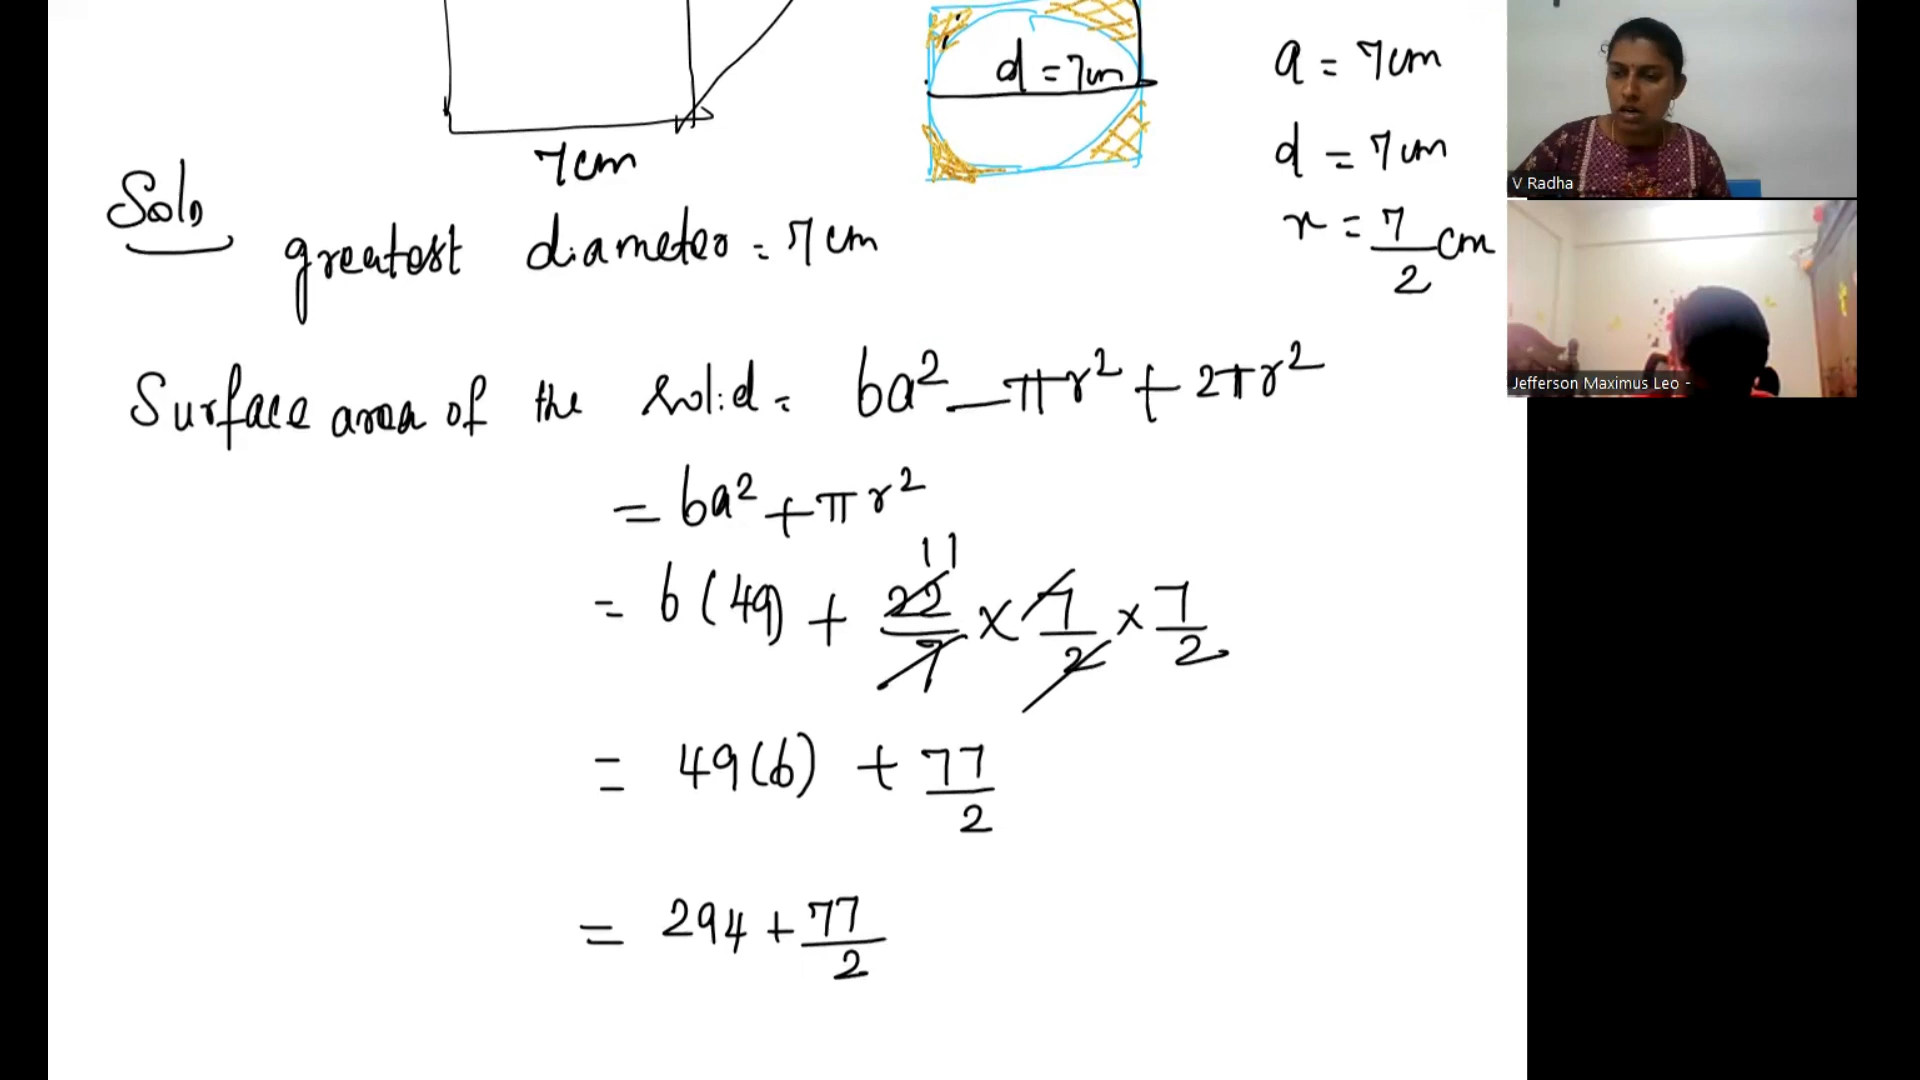 d = 7cm
a = 7cm
d = 7cm
r = 7/2 cm
7cm
Soln
greatest diameter = 7cm
Surface area of the solid = 6a² - πr² + 2πr²
= 6a² + πr²
11
= 6(49) + 22/7 × 7/2 × 7/2
= 49(6) + 77/2
= 294 + 77/2
V Radha
Jefferson Maximus Leo -